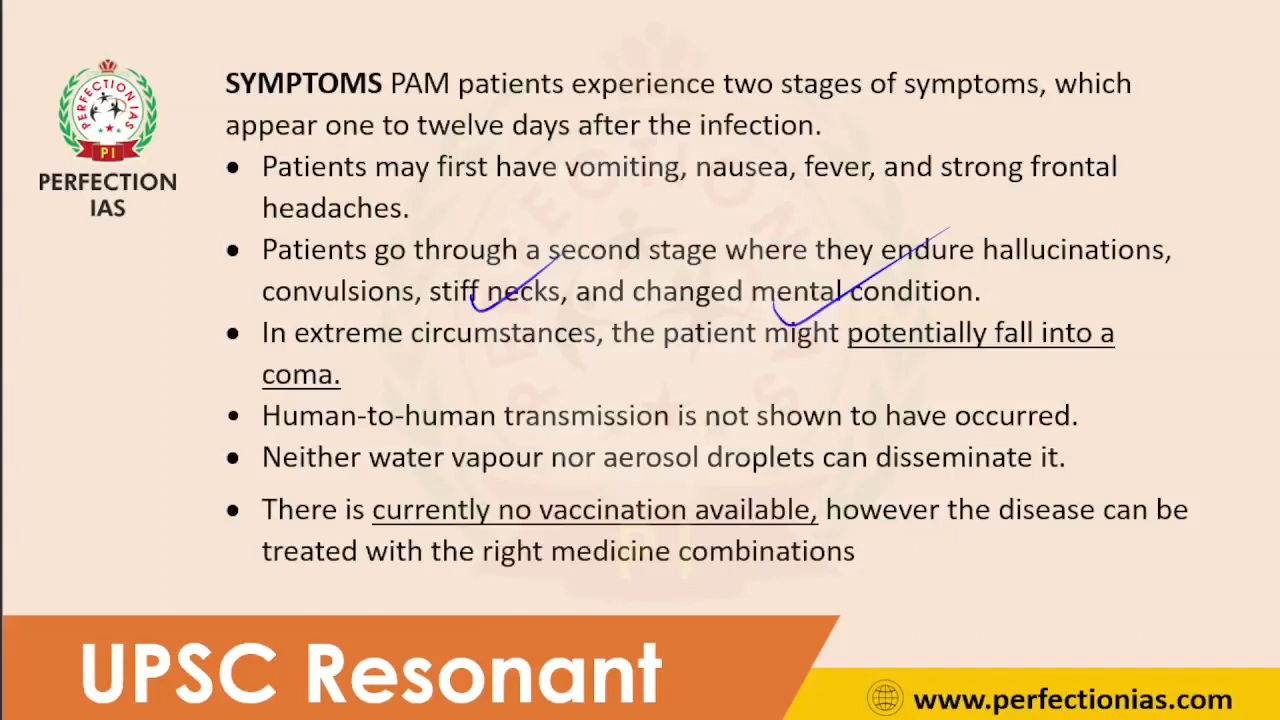 PERFECTION IAS
PI
PERFECTION
IAS
SYMPTOMS PAM patients experience two stages of symptoms, which
appear one to twelve days after the infection.
• Patients may first have vomiting, nausea, fever, and strong frontal
headaches.
• Patients go through a second stage where they endure hallucinations,
convulsions, stiff necks, and changed mental condition.
• In extreme circumstances, the patient might potentially fall into a
coma.
• Human-to-human transmission is not shown to have occurred.
• Neither water vapour nor aerosol droplets can disseminate it.
• There is currently no vaccination available, however the disease can be
treated with the right medicine combinations
UPSC Resonant
www.perfectionias.com